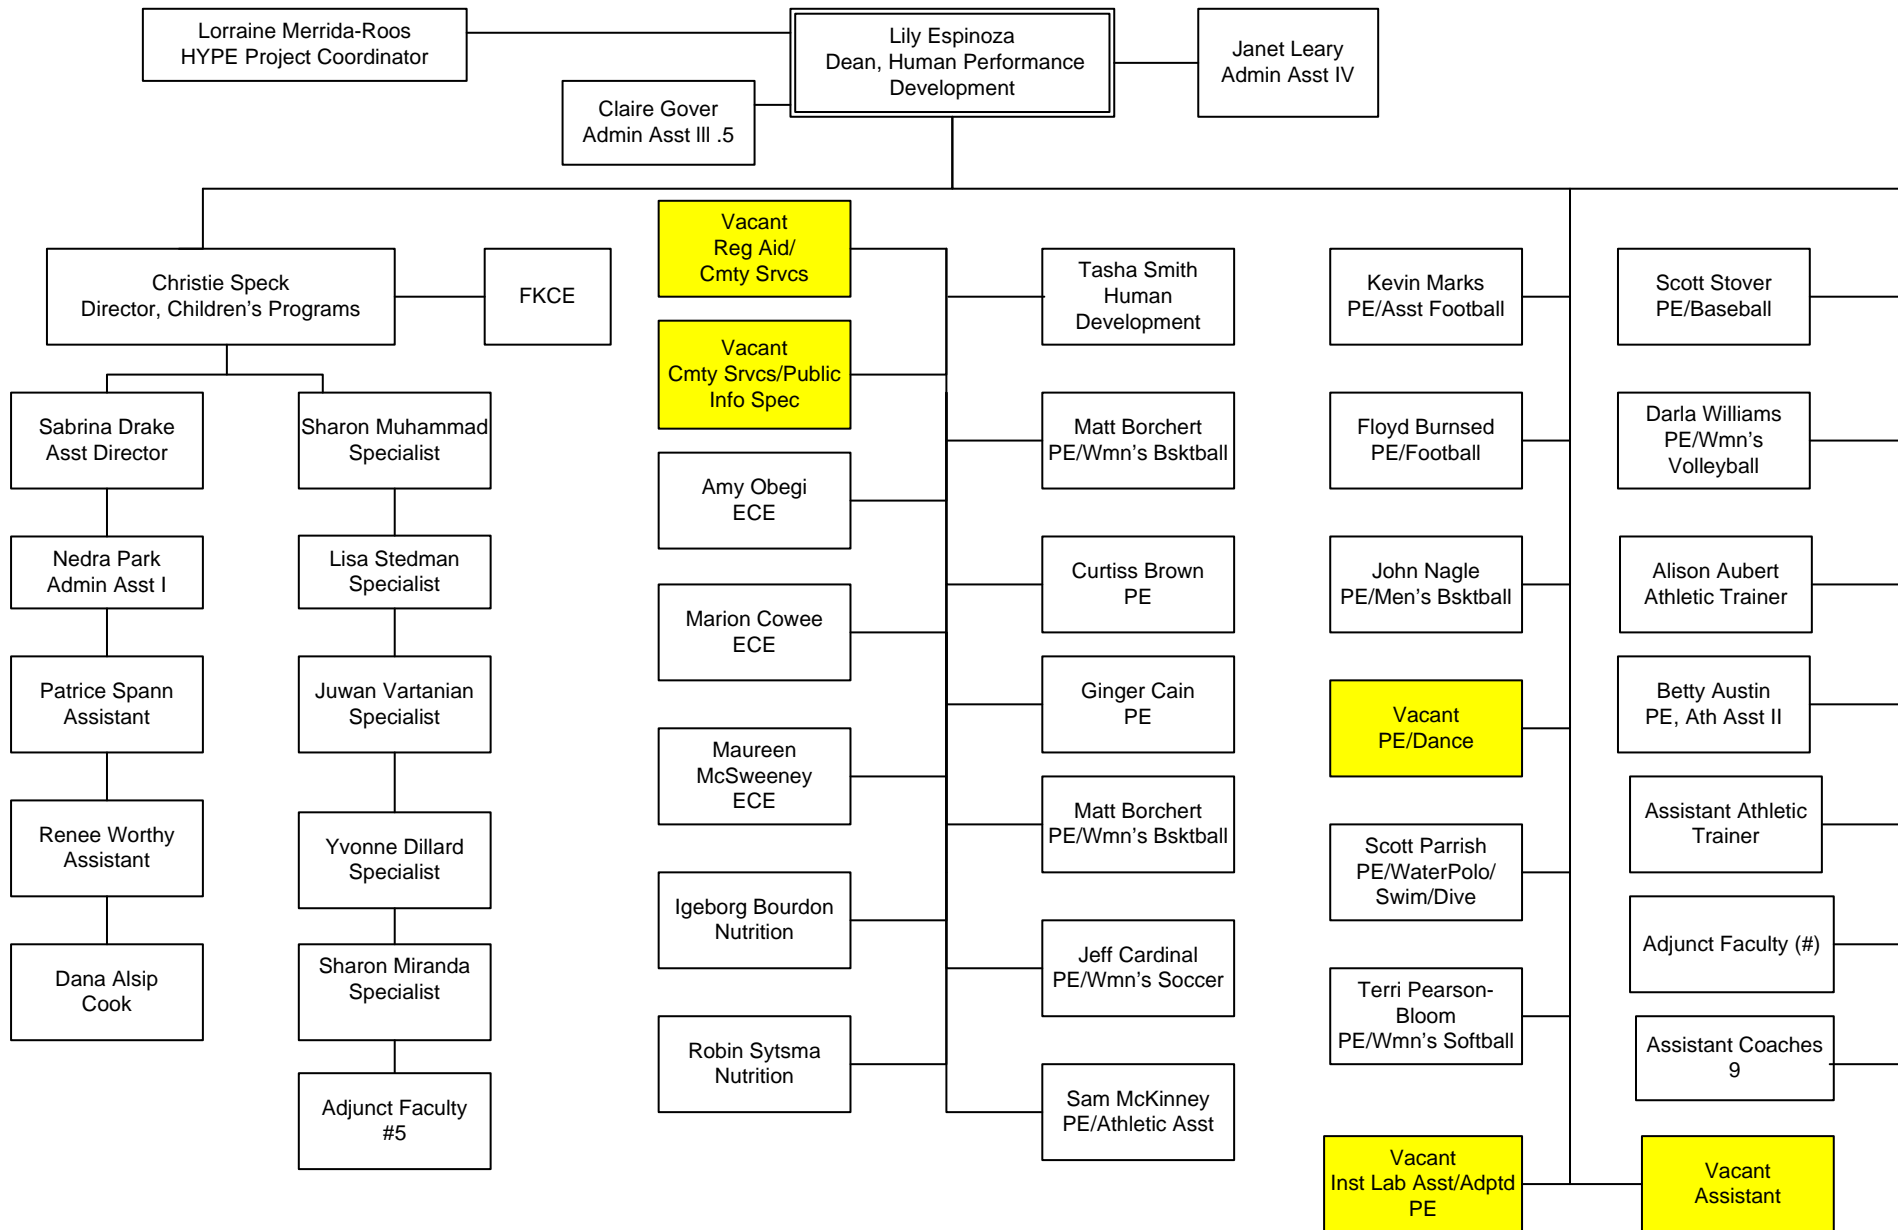 Lorraine Merrida-Roos
HYPE Project Coordinator
Lily Espinoza
Dean, Human Performance
Development
Janet Leary
Admin Asst IV
Claire Gover
Admin Asst lll .5
Christie Speck
Director, Children's Programs
FKCE
Sabrina Drake
Asst Director
Nedra Park
Admin Asst I
Patrice Spann
Assistant
Renee Worthy
Assistant
Dana Alsip
Cook
Sharon Muhammad
Specialist
Lisa Stedman
Specialist
Juwan Vartanian
Specialist
Yvonne Dillard
Specialist
Sharon Miranda
Specialist
Adjunct Faculty
#5
Vacant
Reg Aid/
Cmty Srvcs
Vacant
Cmty Srvcs/Public
Info Spec
Amy Obegi
ECE
Marion Cowee
ECE
Maureen
McSweeney
ECE
Igeborg Bourdon
Nutrition
Robin Sytsma
Nutrition
Tasha Smith
Human
Development
Matt Borchert
PE/Wmn's Bsktball
Curtiss Brown
PE
Ginger Cain
PE
Matt Borchert
PE/Wmn's Bsktball
Jeff Cardinal
PE/Wmn's Soccer
Sam McKinney
PE/Athletic Asst
Kevin Marks
PE/Asst Football
Floyd Burnsed
PE/Football
John Nagle
PE/Men's Bsktball
Vacant
PE/Dance
Scott Parrish
PE/WaterPolo/
Swim/Dive
Terri Pearson-
Bloom
PE/Wmn's Softball
Vacant
Inst Lab Asst/Adptd
PE
Scott Stover
PE/Baseball
Darla Williams
PE/Wmn's
Volleyball
Alison Aubert
Athletic Trainer
Betty Austin
PE, Ath Asst II
Assistant Athletic
Trainer
Adjunct Faculty (#)
Assistant Coaches
9
Vacant
Assistant